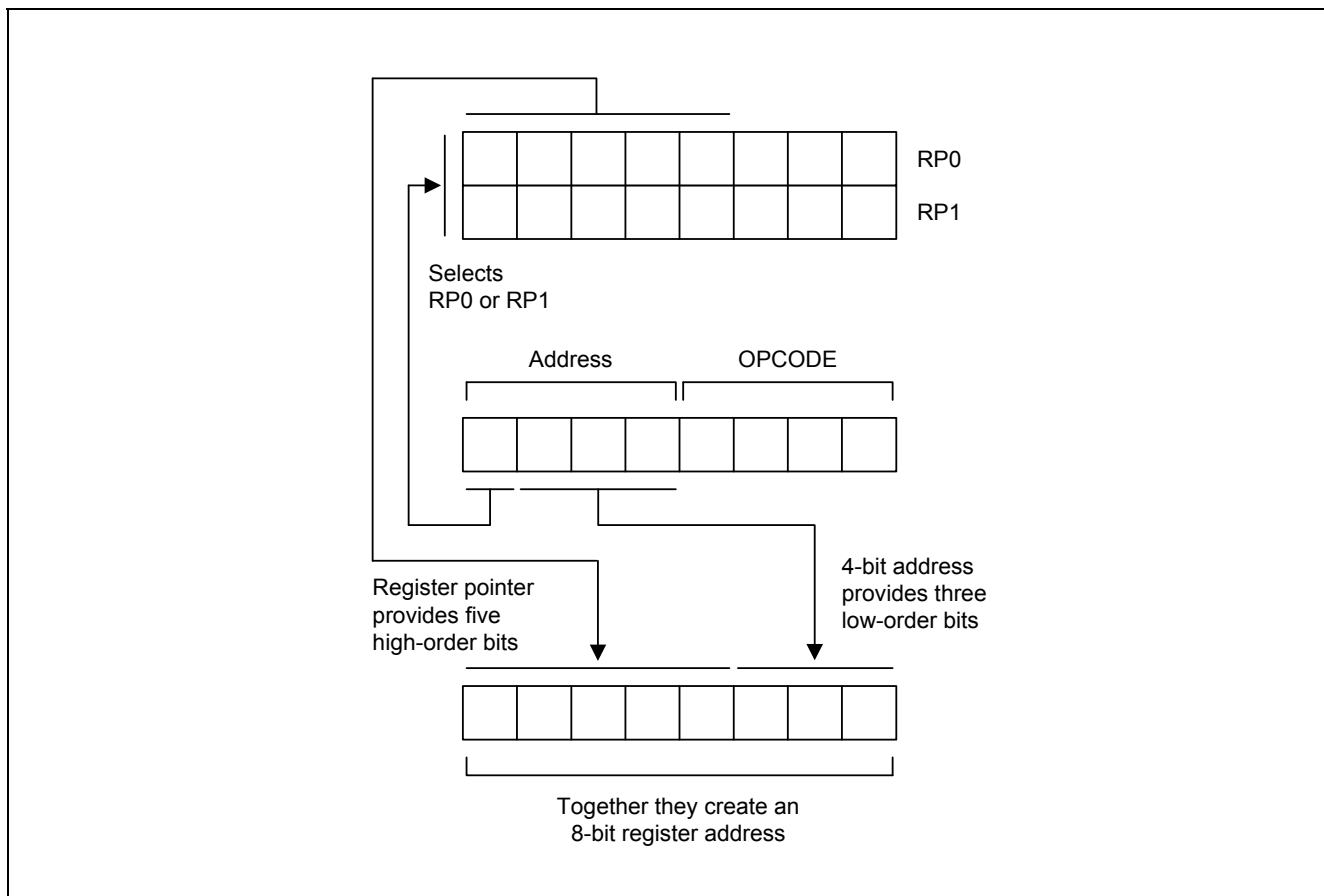 RP0
RP1
Selects
RP0 or RP1
Address
OPCODE
Register pointer
provides five
high-order bits
4-bit address
provides three
low-order bits
Together they create an
8-bit register address